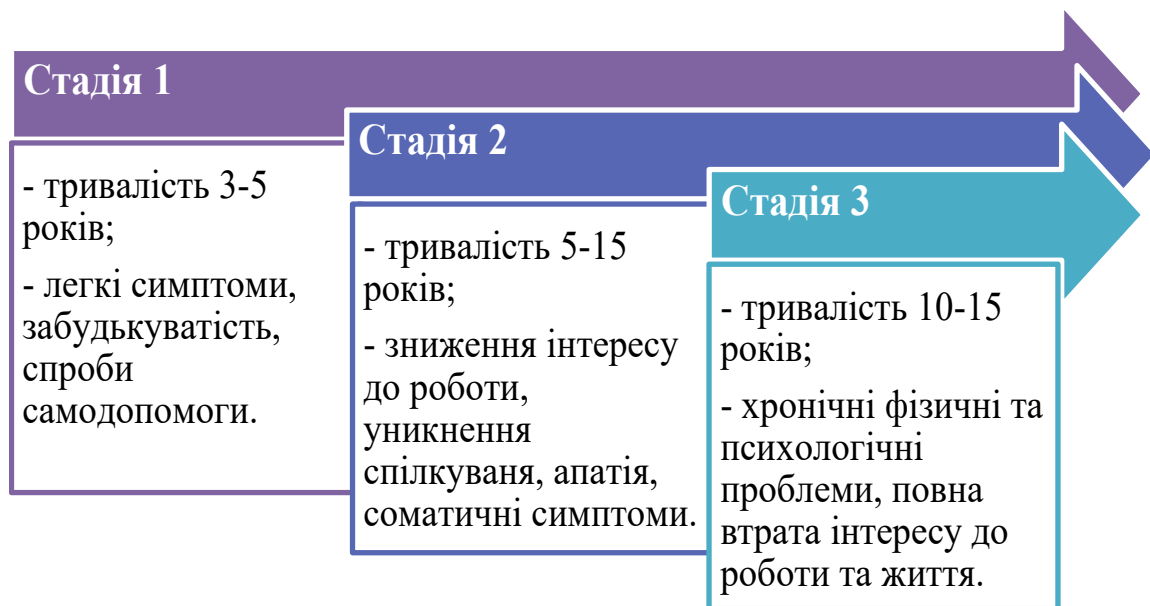 Стадія 1
- тривалість 3-5
років;
- легкі симптоми,
забудькуватість,
спроби
самодопомоги.
Стадія 2
- тривалість 5-15
років;
- зниження інтересу
до роботи,
уникнення
спілкуваня, апатія,
соматичні симптоми.
Стадія 3
- тривалість 10-15
років;
- хронічні фізичні та
психологічні
проблеми, повна
втрата інтересу до
роботи та життя.